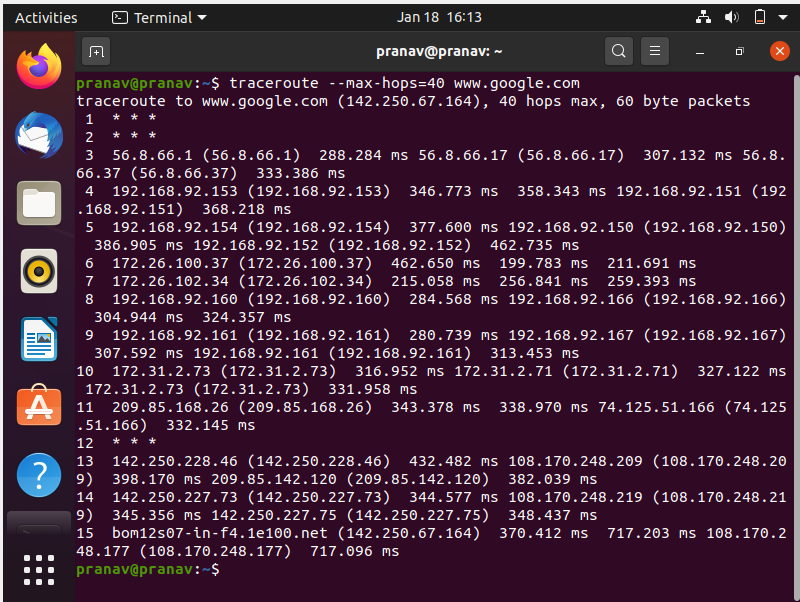 Activities Terminal Jan 18 16:13
pranav@pranav: ~
pranav@pranav:~$ traceroute --max-hops=40 www.google.com
traceroute to www.google.com (142.250.67.164), 40 hops max, 60 byte packets
 1  * * *
 2  * * *
 3  56.8.66.1 (56.8.66.1)  288.284 ms 56.8.66.17 (56.8.66.17)  307.132 ms 56.8.
66.37 (56.8.66.37)  333.386 ms
 4  192.168.92.153 (192.168.92.153)  346.773 ms  358.343 ms 192.168.92.151 (192
.168.92.151)  368.218 ms
 5  192.168.92.154 (192.168.92.154)  377.600 ms 192.168.92.150 (192.168.92.150)
  386.905 ms 192.168.92.152 (192.168.92.152)  462.735 ms
 6  172.26.100.37 (172.26.100.37)  462.650 ms  199.783 ms  211.691 ms
 7  172.26.102.34 (172.26.102.34)  215.058 ms  256.841 ms  259.393 ms
 8  192.168.92.160 (192.168.92.160)  284.568 ms 192.168.92.166 (192.168.92.166)
  304.944 ms  324.357 ms
 9  192.168.92.161 (192.168.92.161)  280.739 ms 192.168.92.167 (192.168.92.167)
  307.592 ms 192.168.92.161 (192.168.92.161)  313.453 ms
10  172.31.2.73 (172.31.2.73)  316.952 ms 172.31.2.71 (172.31.2.71)  327.122 ms
 172.31.2.73 (172.31.2.73)  331.958 ms
11  209.85.168.26 (209.85.168.26)  343.378 ms  338.970 ms 74.125.51.166 (74.125
.51.166)  332.145 ms
12  * * *
13  142.250.228.46 (142.250.228.46)  432.482 ms 108.170.248.209 (108.170.248.20
9)  398.170 ms 209.85.142.120 (209.85.142.120)  382.039 ms
14  142.250.227.73 (142.250.227.73)  344.577 ms 108.170.248.219 (108.170.248.21
9)  345.356 ms 142.250.227.75 (142.250.227.75)  348.437 ms
15  bom12s07-in-f4.1e100.net (142.250.67.164)  370.412 ms  717.203 ms 108.170.2
48.177 (108.170.248.177)  717.096 ms
pranav@pranav:~$